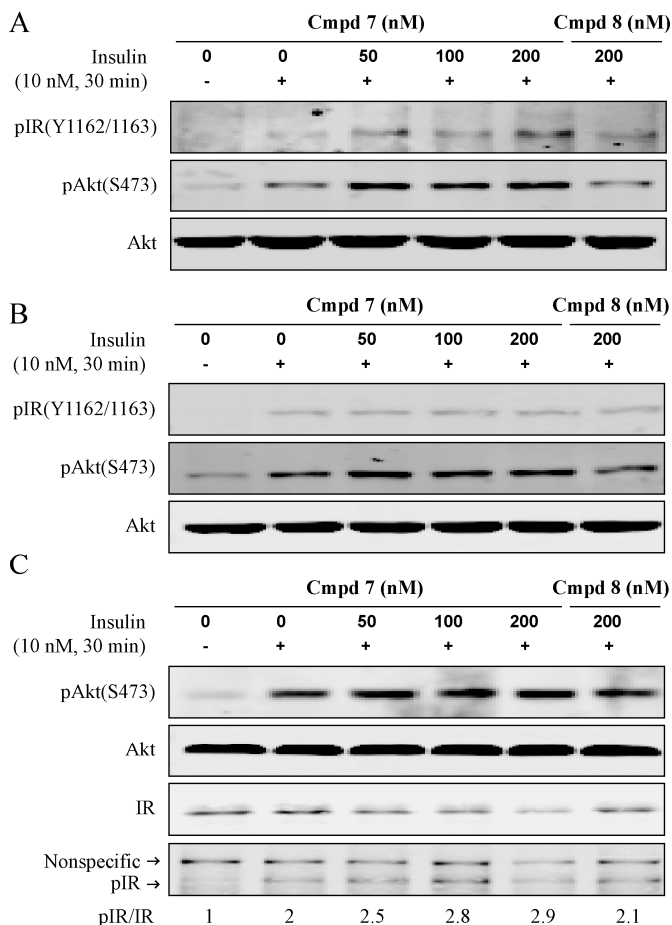 A
Cmpd 7 (nM) Cmpd 8 (nM)
Insulin 0 0 50 100 200 200
(10 nM, 30 min) - + + + + +
pIR(Y1162/1163)
pAkt(S473)
Akt
B
Cmpd 7 (nM) Cmpd 8 (nM)
Insulin 0 0 50 100 200 200
(10 nM, 30 min) - + + + + +
pIR(Y1162/1163)
pAkt(S473)
Akt
C
Cmpd 7 (nM) Cmpd 8 (nM)
Insulin 0 0 50 100 200 200
(10 nM, 30 min) - + + + + +
pAkt(S473)
Akt
IR
Nonspecific →
pIR →
pIR/IR 1 2 2.5 2.8 2.9 2.1